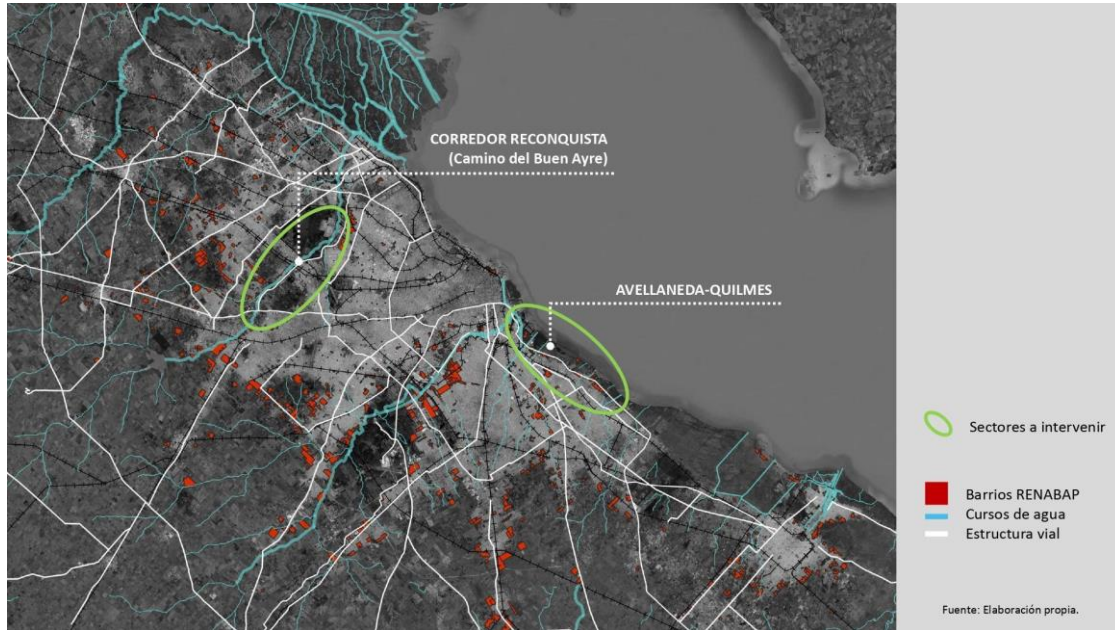 CORREDOR RECONQUISTA
(Camino del Buen Ayre)
AVELLANEDA-QUILMES
Sectores a intervenir
Barrios RENABAP
Cursos de agua
Estructura vial
Fuente: Elaboración propia.